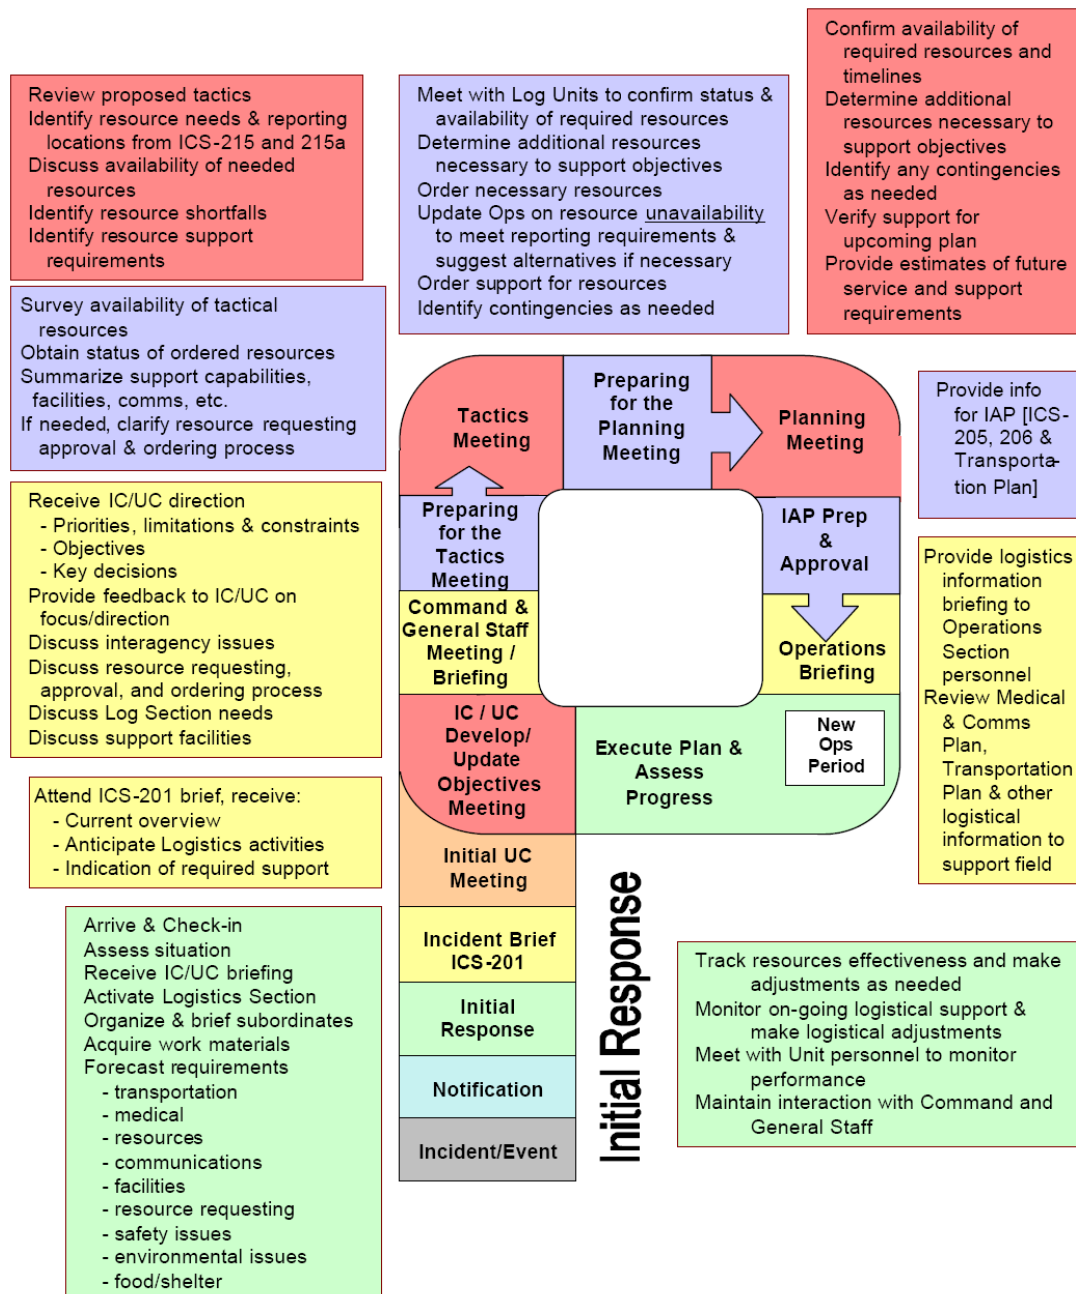 Confirm availability of
required resources and
timelines
Determine additional
resources necessary to
support objectives
Identify any contingencies
as needed
Verify support for
upcoming plan
Provide estimates of future
service and support
requirements
Review proposed tactics
Identify resource needs & reporting
locations from ICS-215 and 215a
Discuss availability of needed
resources
Identify resource shortfalls
Identify resource support
requirements
Meet with Log Units to confirm status &
availability of required resources
Determine additional resources
necessary to support objectives
Order necessary resources
Update Ops on resource unavailability
to meet reporting requirements &
suggest alternatives if necessary
Order support for resources
Identify contingencies as needed
Survey availability of tactical
resources
Obtain status of ordered resources
Summarize support capabilities,
facilities, comms, etc.
If needed, clarify resource requesting
approval & ordering process
Tactics
Meeting
Preparing
for the
Planning
Meeting
Planning
Meeting
Provide info
for IAP [ICS-
205, 206 &
Transporta-
tion Plan]
Receive IC/UC direction
- Priorities, limitations & constraints
- Objectives
- Key decisions
Provide feedback to IC/UC on
focus/direction
Discuss interagency issues
Discuss resource requesting,
approval, and ordering process
Discuss Log Section needs
Discuss support facilities
Preparing
for the
Tactics
Meeting
IAP Prep
&
Approval
Command &
General Staff
Meeting /
Briefing
Operations
Briefing
Provide logistics
information
briefing to
Operations
Section
personnel
Review Medical
& Comms
Plan,
Transportation
Plan & other
logistical
information to
support field
IC / UC
Develop/
Update
Objectives
Meeting
Execute Plan &
Assess
Progress
New
Ops
Period
Attend ICS-201 brief, receive:
- Current overview
- Anticipate Logistics activities
- Indication of required support
Initial UC
Meeting
Incident Brief
ICS-201
Initial
Response
Notification
Incident/Event
Initial Response
Arrive & Check-in
Assess situation
Receive IC/UC briefing
Activate Logistics Section
Organize & brief subordinates
Acquire work materials
Forecast requirements
- transportation
- medical
- resources
- communications
- facilities
- resource requesting
- safety issues
- environmental issues
- food/shelter
Track resources effectiveness and make
adjustments as needed
Monitor on-going logistical support &
make logistical adjustments
Meet with Unit personnel to monitor
performance
Maintain interaction with Command and
General Staff